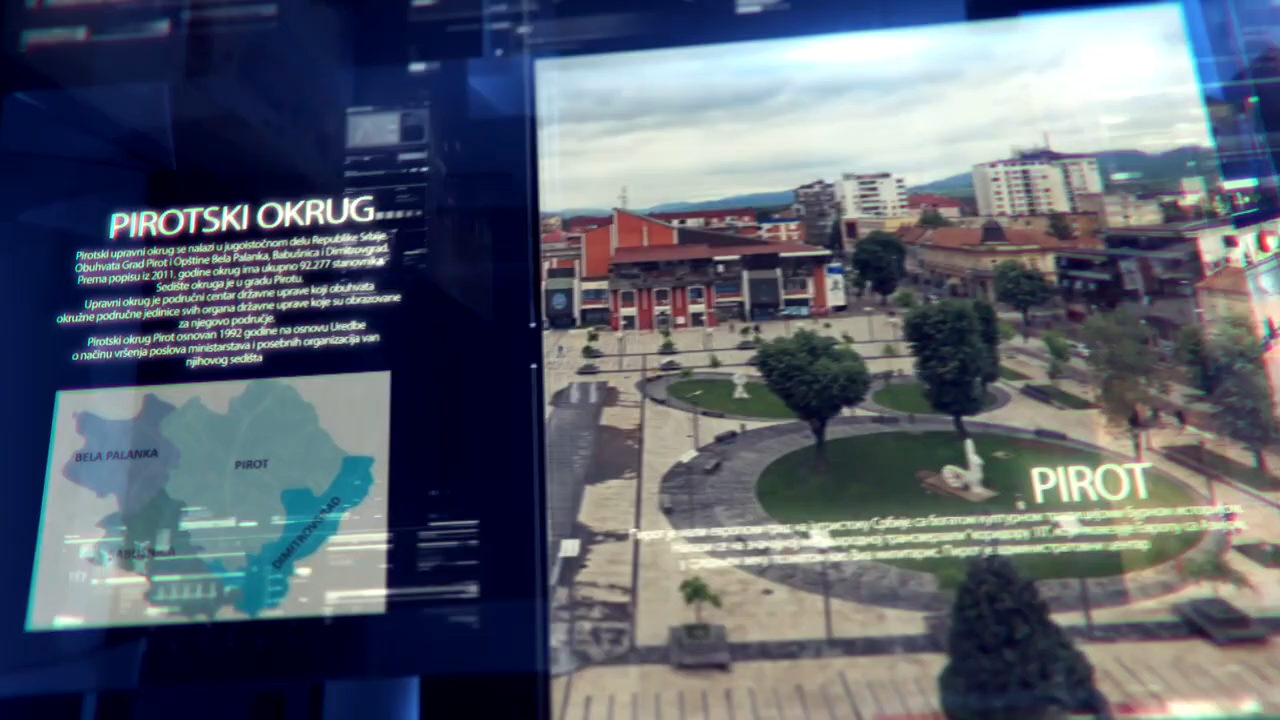 PIROTSKI OKRUG
Pirotski upravni okrug se nalazi u jugoistočnom delu Republike Srbije.
Obuhvata Grad Pirot i Opštine Bela Palanka, Babušnica i Dimitrovgrad.
Prema popisu iz 2011. godine okrug ima ukupno 92.277 stanovnika.
Sedište okruga je u gradu Pirotu.
Upravni okrug je područni centar državne uprave koji obuhvata
okružne područne jedinice svih organa državne uprave koje su obrazovane
za njegovo područje.
Pirotski okrug Pirot osnovan 1992 godine na osnovu Uredbe
o načinu vršenja poslova ministarstava i posebnih organizacija van
njihovog sedišta
BELA PALANKA
PIROT
BABUŠNICA
DIMITROVGRAD
PIROT